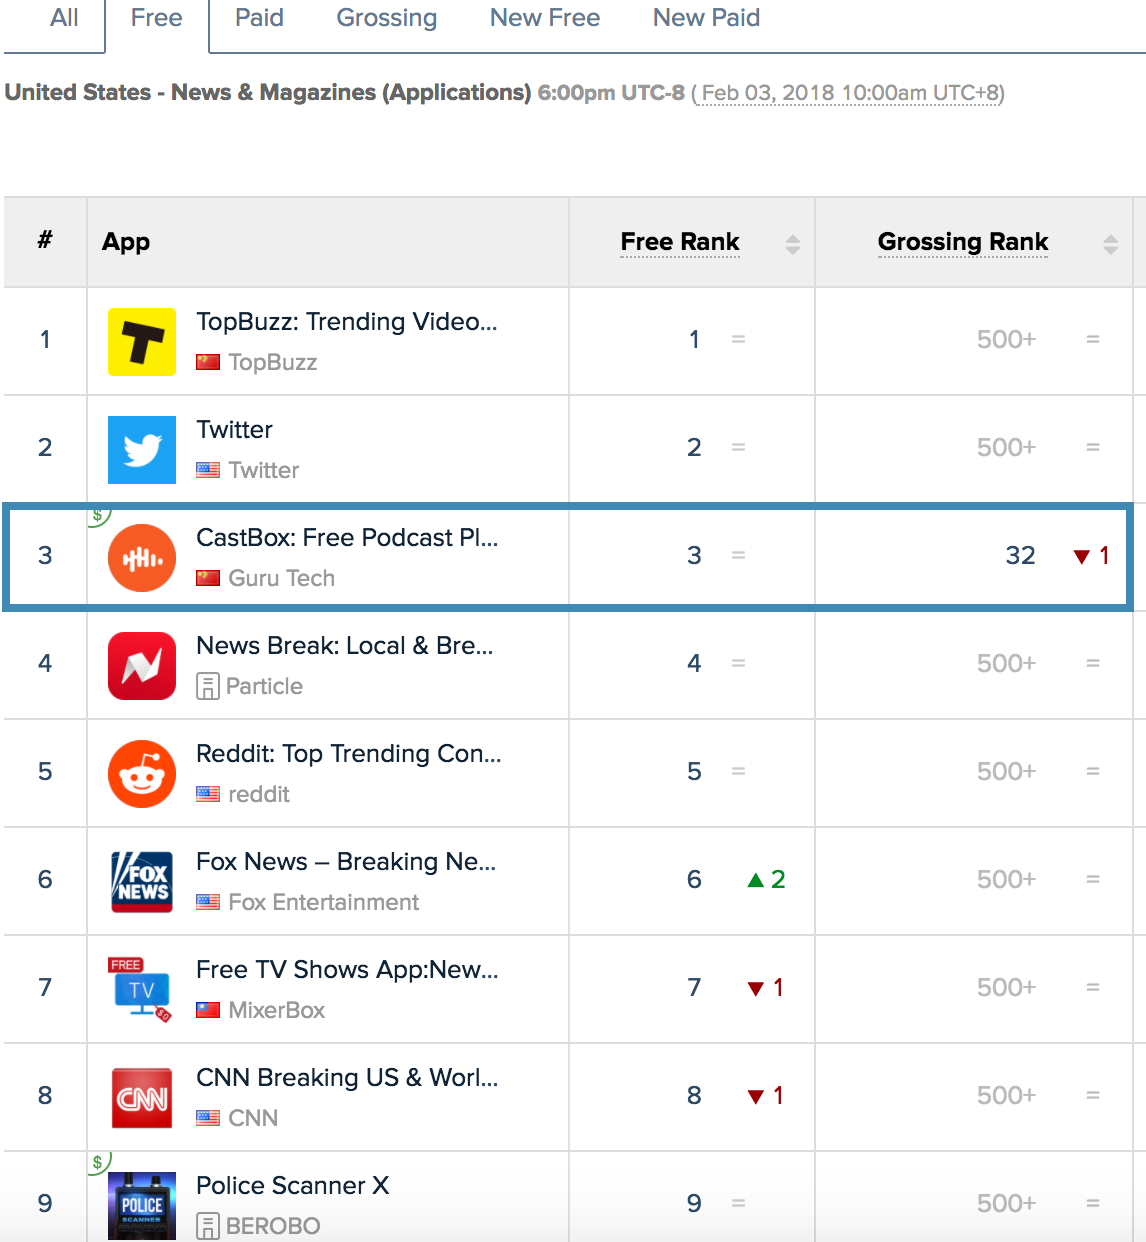 All Free Paid Grossing New Free New Paid
United States - News & Magazines (Applications) 6:00pm UTC-8 ( Feb 03, 2018 10:00am UTC+8)
# App Free Rank Grossing Rank
1 TopBuzz: Trending Video... 1 = 500+ =
T
TopBuzz
2 Twitter 2 = 500+ =
Twitter
$
3 CastBox: Free Podcast Pl... 3 = 32 ▼ 1
Guru Tech
4 News Break: Local & Bre... 4 = 500+ =
Particle
5 Reddit: Top Trending Con... 5 = 500+ =
reddit
6 Fox News – Breaking Ne... 6 ▲ 2 500+ =
FOX
NEWS
Fox Entertainment
7 Free TV Shows App:New... 7 ▼ 1 500+ =
FREE
TV
$0
MixerBox
8 CNN Breaking US & Worl... 8 ▼ 1 500+ =
CNN
CNN
$
9 Police Scanner X 9 = 500+ =
POLICE
SCANNER
BEROBO